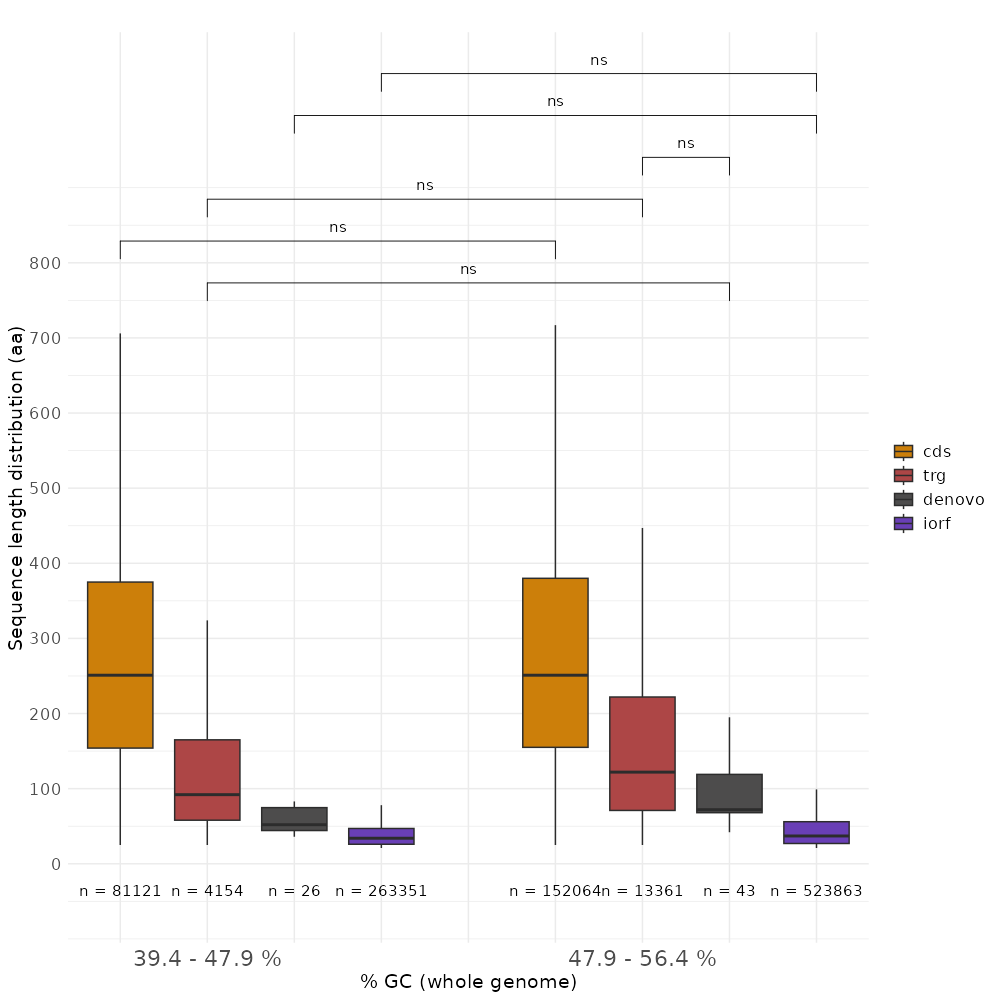 ns
ns
ns
ns
ns
ns
Sequence length distribution (aa)
800
700
600
500
400
300
200
100
0
cds
trg
denovo
iorf
n = 81121 n = 4154 n = 26 n = 263351 n = 152064 n = 13361 n = 43 n = 523863
39.4 - 47.9 % 47.9 - 56.4 %
% GC (whole genome)